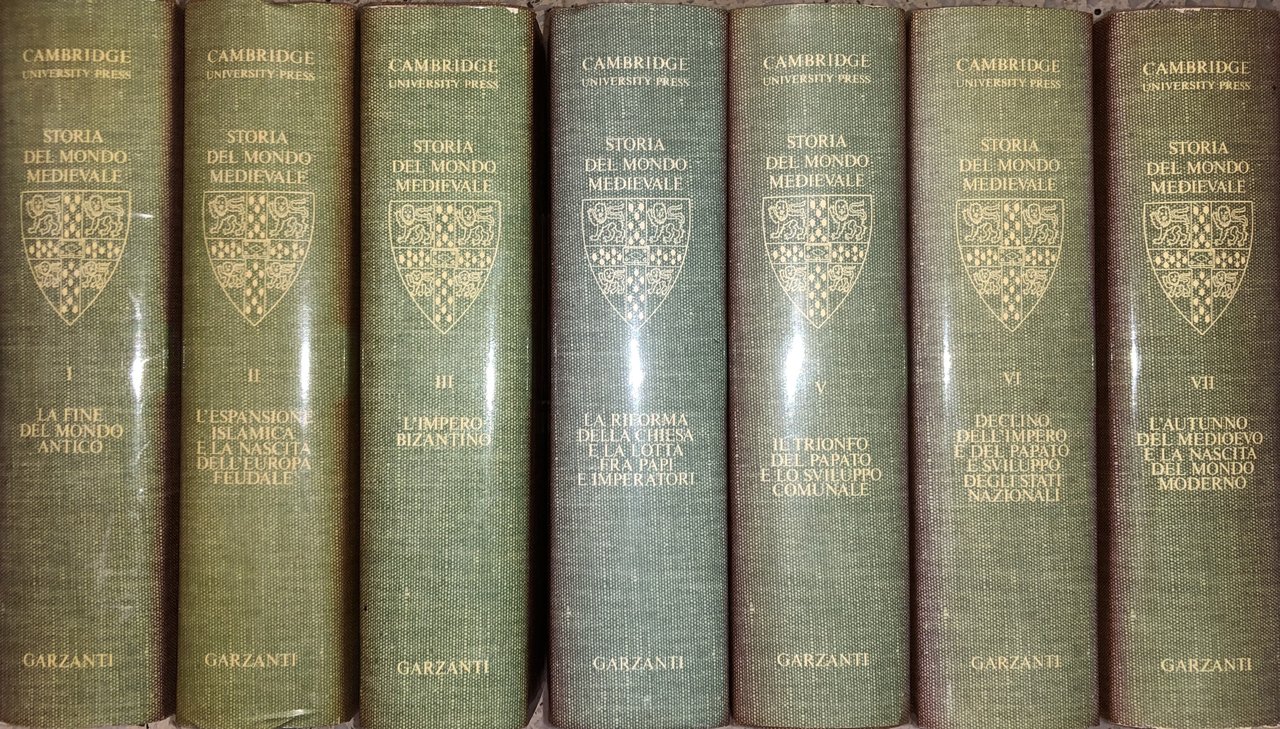 CAMBRIDGE
UNIVERSITY PRESS
STORIA
DEL MONDO
MEDIEVALE
I
LA FINE
DEL MONDO
ANTICO
GARZANTI
CAMBRIDGE
UNIVERSITY PRESS
STORIA
DEL MONDO
MEDIEVALE
II
L'ESPANSIONE
ISLAMICA
E LA NASCITA
DELL'EUROPA
FEUDALE
GARZANTI
CAMBRIDGE
UNIVERSITY PRESS
STORIA
DEL MONDO
MEDIEVALE
III
L'IMPERO
BIZANTINO
GARZANTI
CAMBRIDGE
UNIVERSITY PRESS
STORIA
DEL MONDO
MEDIEVALE
LA RIFORMA
DELLA CHIESA
E LA LOTTA
FRA PAPI
E IMPERATORI
GARZANTI
CAMBRIDGE
UNIVERSITY PRESS
STORIA
DEL MONDO
MEDIEVALE
V
IL TRIONFO
DEL PAPATO
E LO SVILUPPO
COMUNALE
GARZANTI
CAMBRIDGE
UNIVERSITY PRESS
STORIA
DEL MONDO
MEDIEVALE
VI
DECLINO
DELL'IMPERO
E DEL PAPATO
E SVILUPPO
DEGLI STATI
NAZIONALI
GARZANTI
CAMBRIDGE
UNIVERSITY PRESS
STORIA
DEL MONDO
MEDIEVALE
VII
L'AUTUNNO
DEL MEDIOEVO
E LA NASCITA
DEL MONDO
MODERNO
GARZANTI